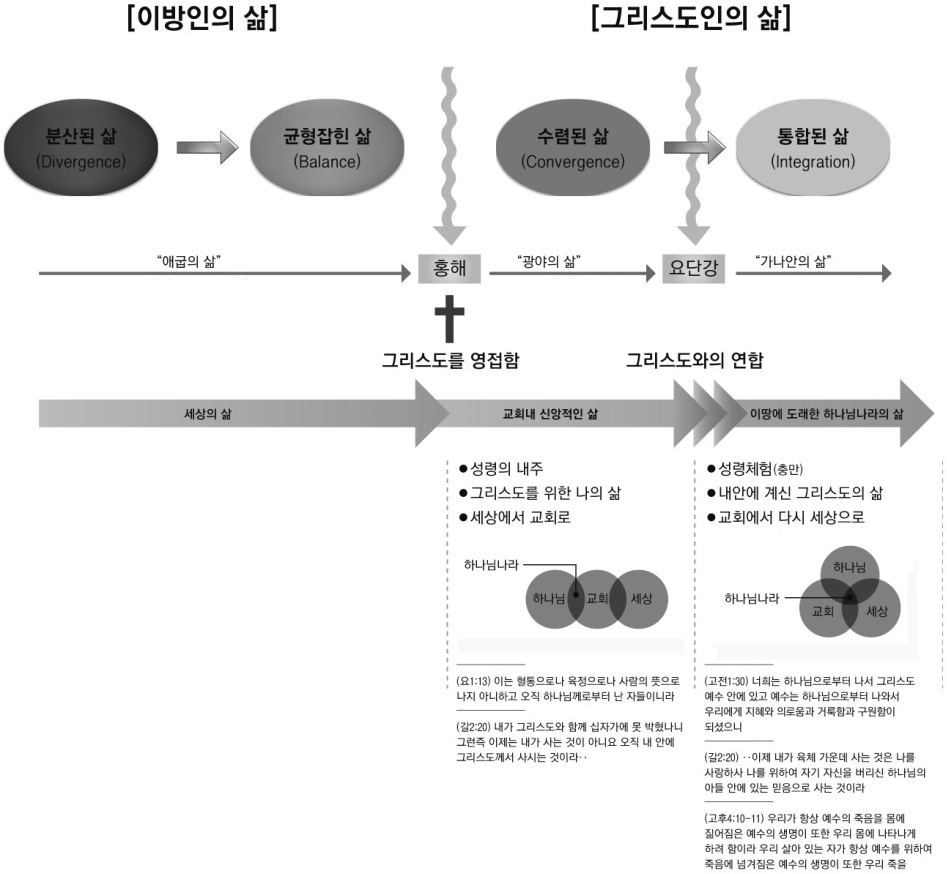 [이방인의 삶]
[그리스도인의 삶]
분산된 삶
(Divergence)
균형잡힌 삶
(Balance)
수렴된 삶
(Convergence)
통합된 삶
(Integration)
“애굽의 삶”
홍해
“광야의 삶”
요단강
“가나안의 삶”
그리스도를 영접함
그리스도와의 연합
세상의 삶
교회내 신앙적인 삶
이땅에 도래한 하나님나라의 삶
●성령의 내주
●그리스도를 위한 나의 삶
●세상에서 교회로
하나님나라
하나님
교회
세상
(요1:13) 이는 혈통으로나 육정으로나 사람의 뜻으로
나지 아니하고 오직 하나님께로부터 난 자들이니라
(갈2:20) 내가 그리스도와 함께 십자가에 못 박혔나니
그런즉 이제는 내가 사는 것이 아니요 오직 내 안에
그리스도께서 사시는 것이라··
●성령체험(충만)
●내안에 계신 그리스도의 삶
●교회에서 다시 세상으로
하나님
하나님나라
교회
세상
(고전1:30) 너희는 하나님으로부터 나서 그리스도
예수 안에 있고 예수는 하나님으로부터 나와서
우리에게 지혜와 의로움과 거룩함과 구원함이
되셨으니
(갈2:20) ··이제 내가 육체 가운데 사는 것은 나를
사랑하사 나를 위하여 자기 자신을 버리신 하나님의
아들 안에 있는 믿음으로 사는 것이라
(고후4:10-11) 우리가 항상 예수의 죽음을 몸에
짊어짐은 예수의 생명이 또한 우리 몸에 나타나게
하려 함이라 우리 살아 있는 자가 항상 예수를 위하여
죽음에 넘겨짐은 예수의 생명이 또한 우리 죽을